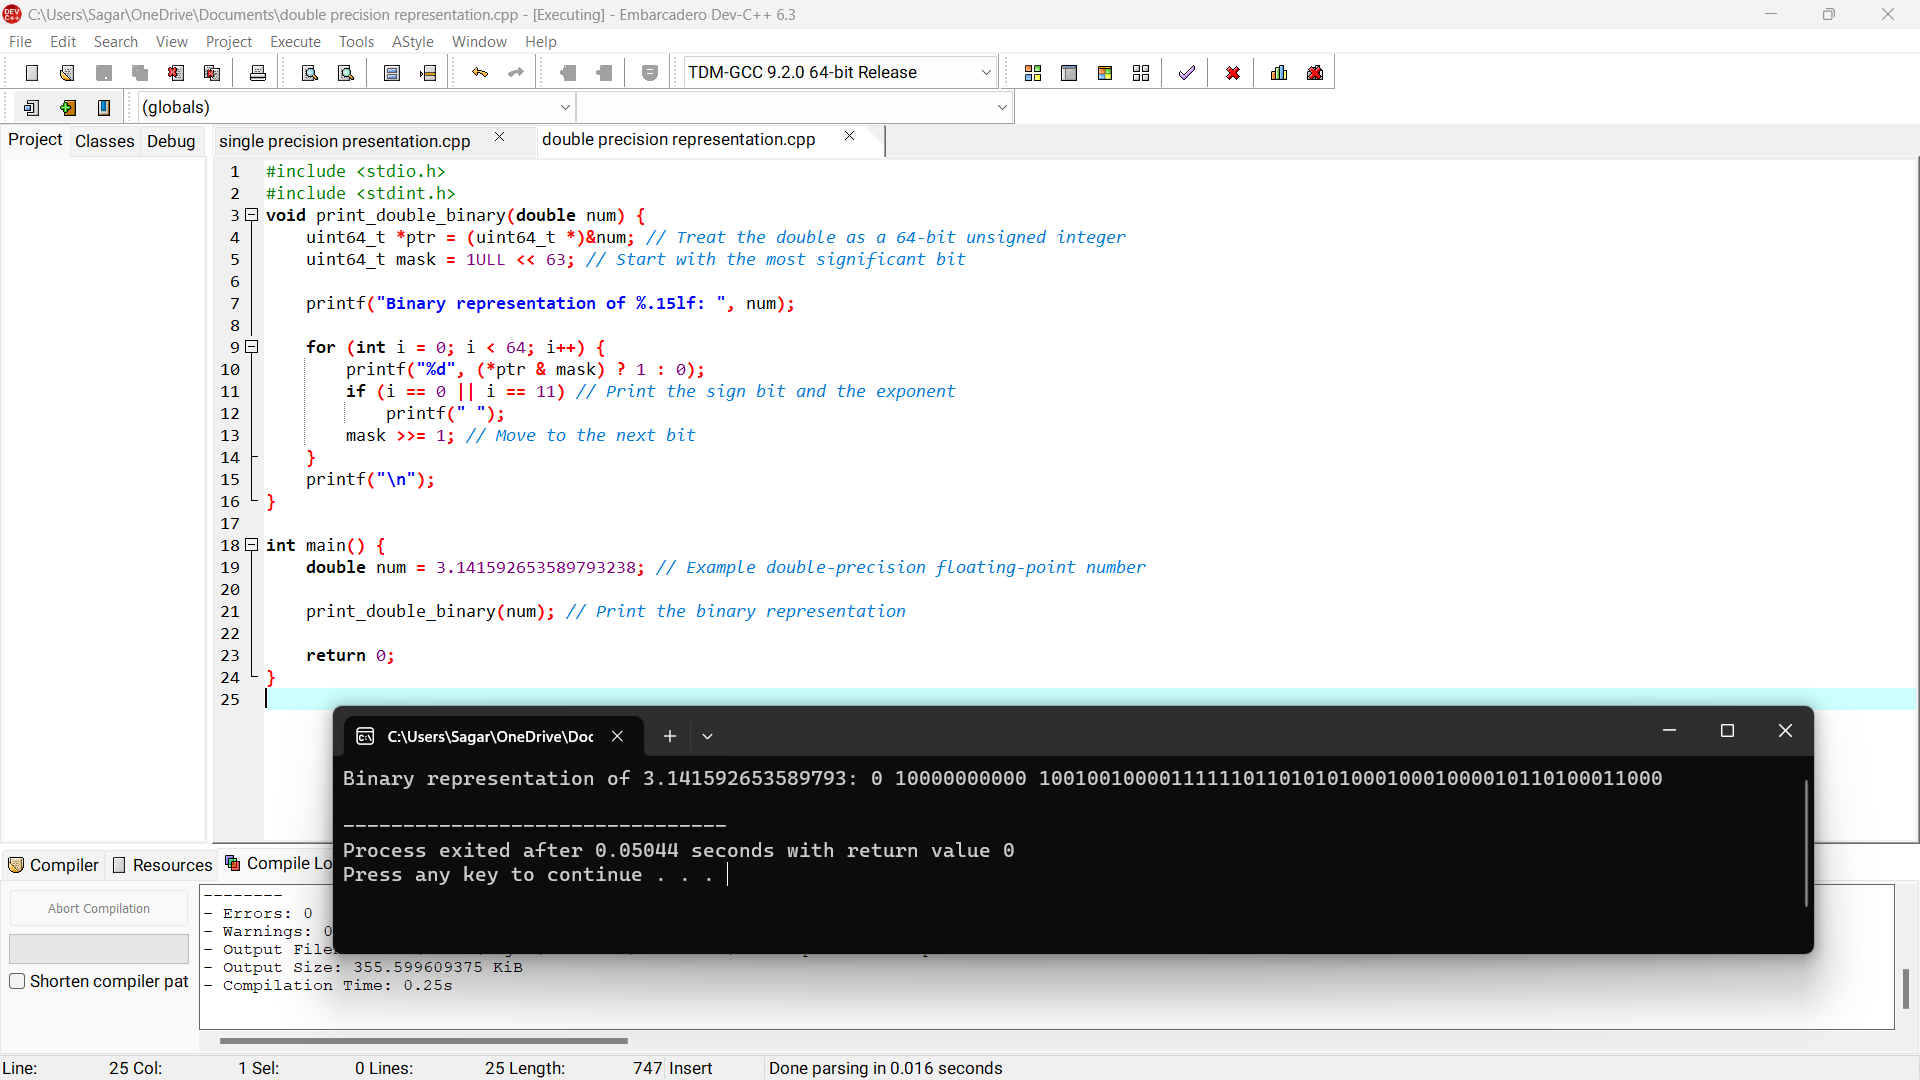 C:\Users\Sagar\OneDrive\Documents\double precision representation.cpp - [Executing] - Embarcadero Dev-C++ 6.3
File Edit Search View Project Execute Tools AStyle Window Help
TDM-GCC 9.2.0 64-bit Release
(globals)
Project Classes Debug
single precision presentation.cpp double precision representation.cpp
1 #include <stdio.h>
2 #include <stdint.h>
3 void print_double_binary(double num) {
4 uint64_t *ptr = (uint64_t *)&num; // Treat the double as a 64-bit unsigned integer
5 uint64_t mask = 1ULL << 63; // Start with the most significant bit
6
7 printf("Binary representation of %.15lf: ", num);
8
9 for (int i = 0; i < 64; i++) {
10 printf("%d", (*ptr & mask) ? 1 : 0);
11 if (i == 0 || i == 11) // Print the sign bit and the exponent
12 printf(" ");
13 mask >>= 1; // Move to the next bit
14 }
15 printf("\n");
16 }
17
18 int main() {
19 double num = 3.141592653589793238; // Example double-precision floating-point number
20
21 print_double_binary(num); // Print the binary representation
22
23 return 0;
24 }
25
C:\Users\Sagar\OneDrive\Doc
Binary representation of 3.141592653589793: 0 10000000000 1001001000011111101101010100010001000010110100011000
--------------------------------
Process exited after 0.05044 seconds with return value 0
Press any key to continue . . .
Compiler Resources Compile Lo
Abort Compilation
Shorten compiler pat
--------
- Errors: 0
- Warnings: 0
- Output File
- Output Size: 355.599609375 KiB
- Compilation Time: 0.25s
Line: 25 Col: 1 Sel: 0 Lines: 25 Length: 747 Insert Done parsing in 0.016 seconds